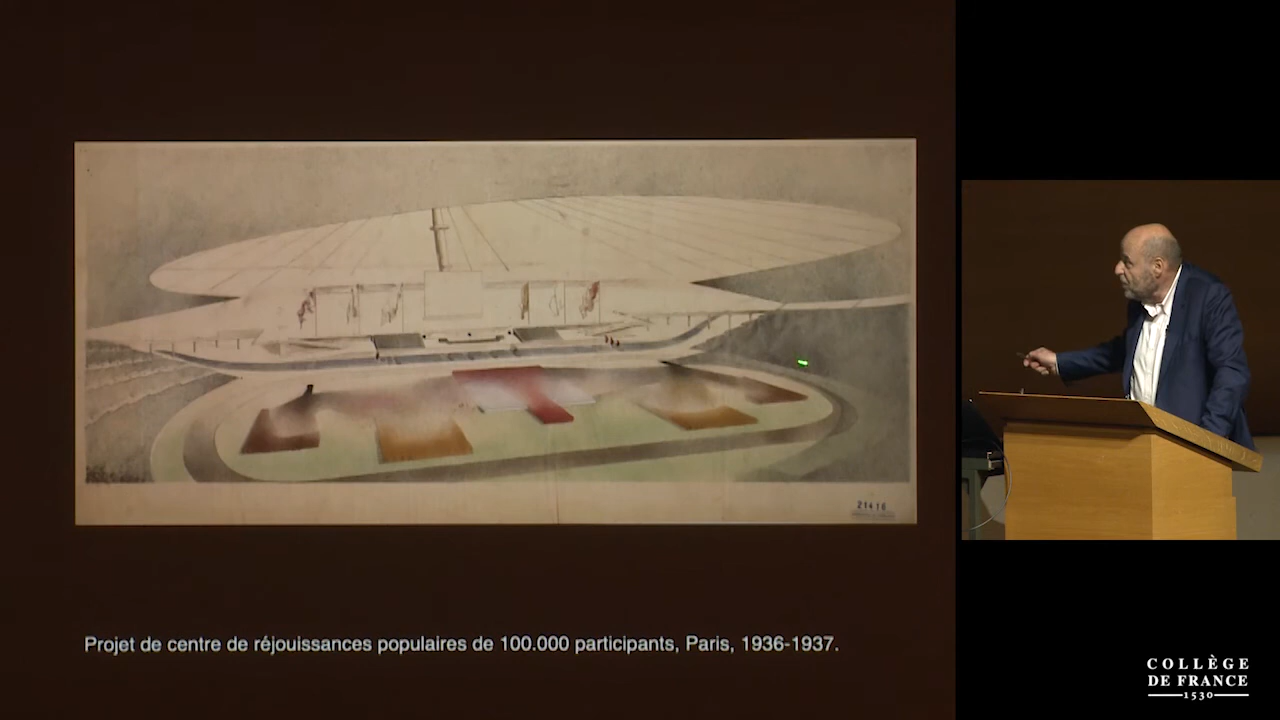 21416
Projet de centre de réjouissances populaires de 100.000 participants, Paris, 1936-1937.
COLLÈGE
DE FRANCE
1530